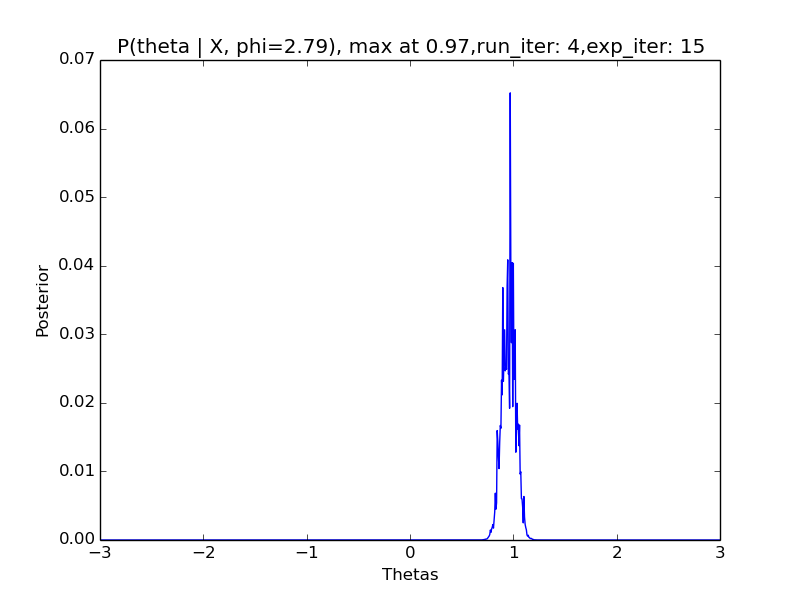 P(theta | X, phi=2.79), max at 0.97,run_iter: 4,exp_iter: 15
0.07
0.06
0.05
0.04
0.03
0.02
0.01
0.00
Posterior
−3 −2 −1 0 1 2 3
Thetas